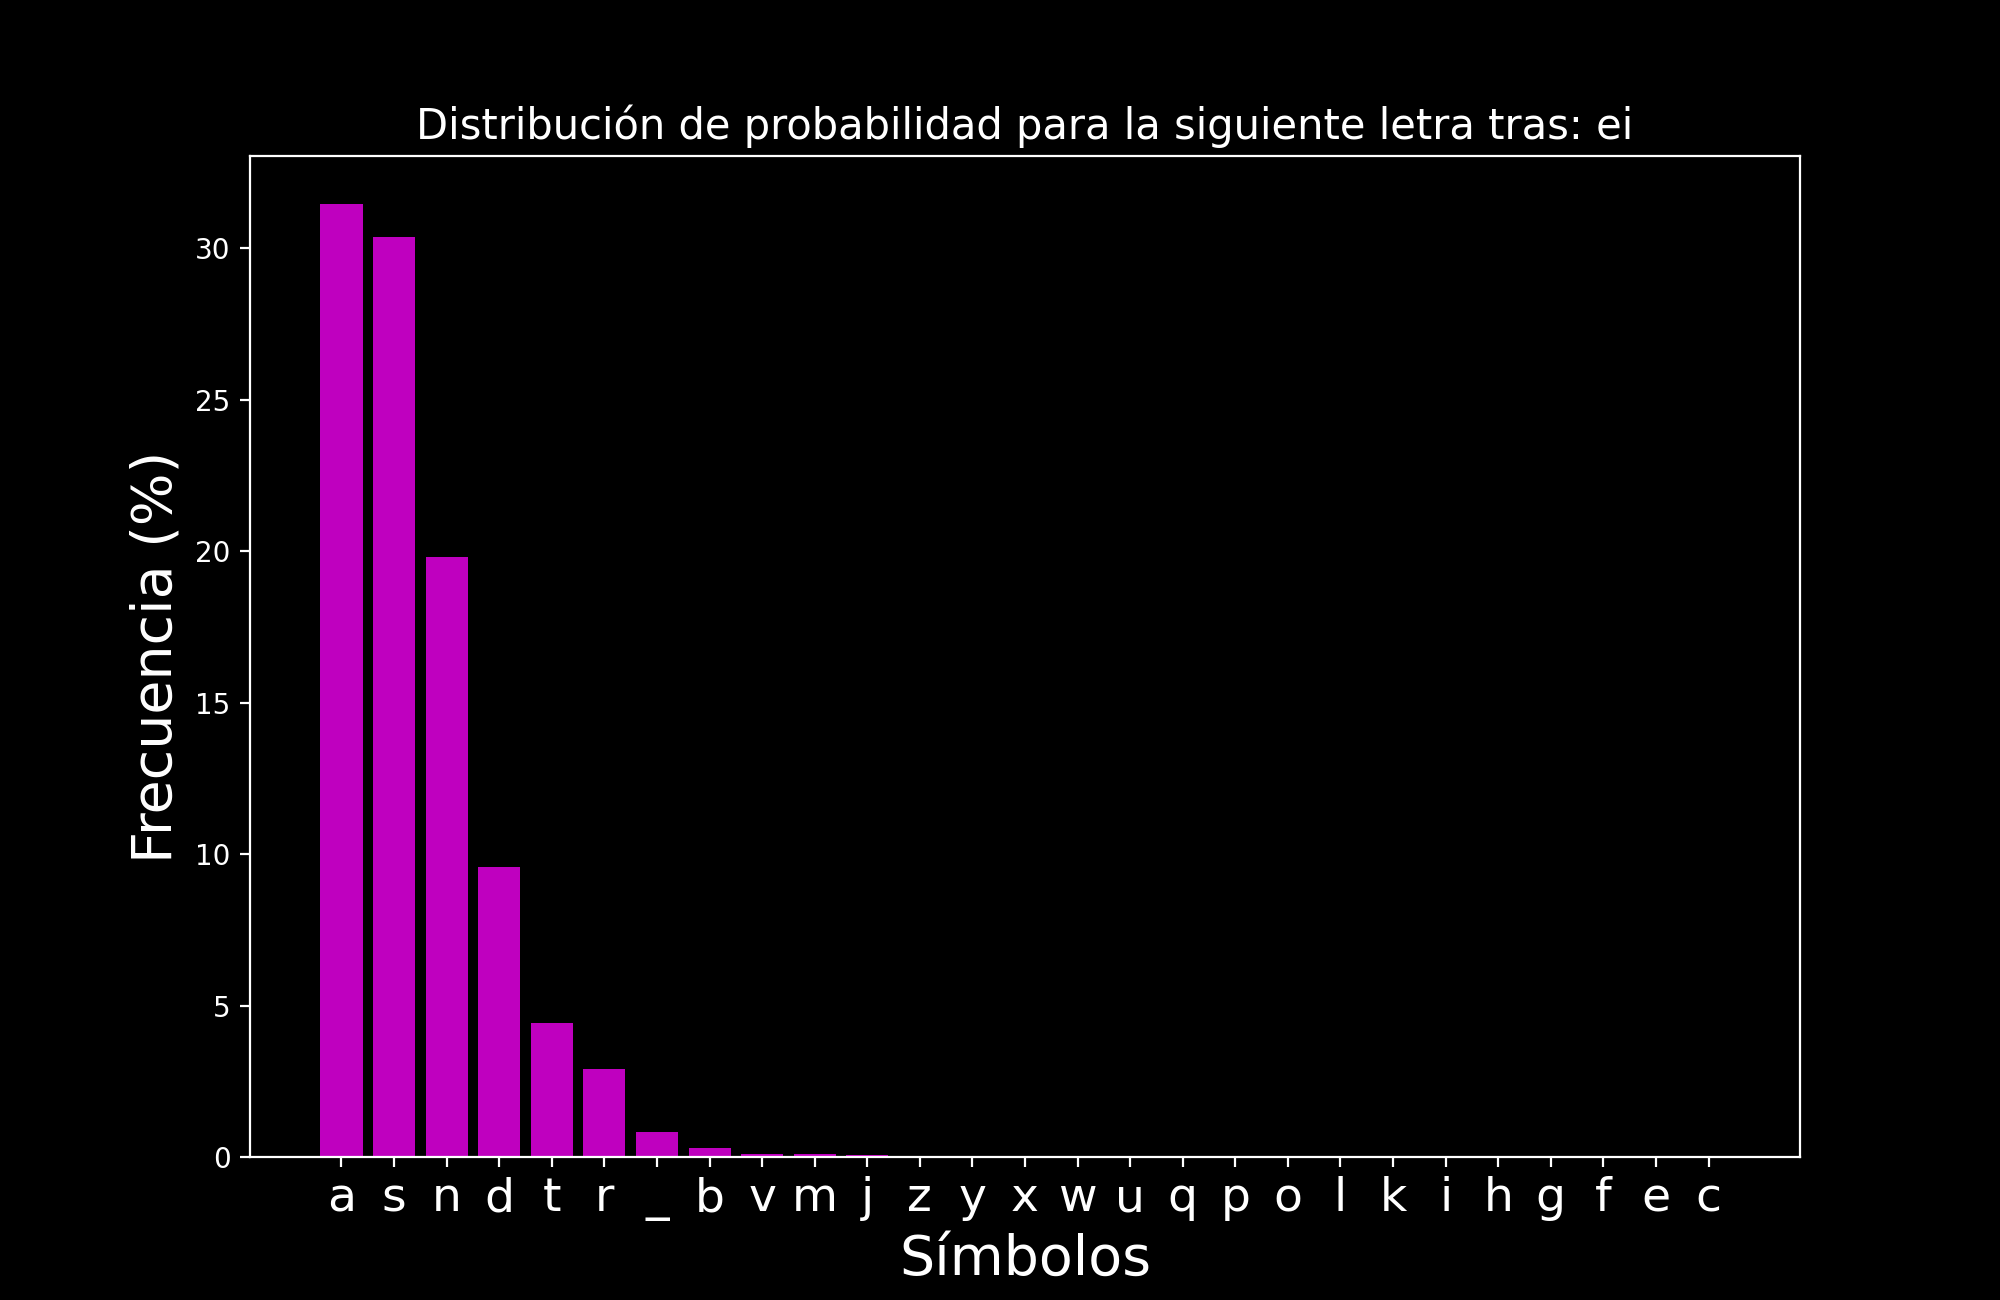 Distribución de probabilidad para la siguiente letra tras: ei
Frecuencia (%)
30
25
20
15
10
5
0
a s n d t r _ b v m j z y x w u q p o l k i h g f e c
Símbolos